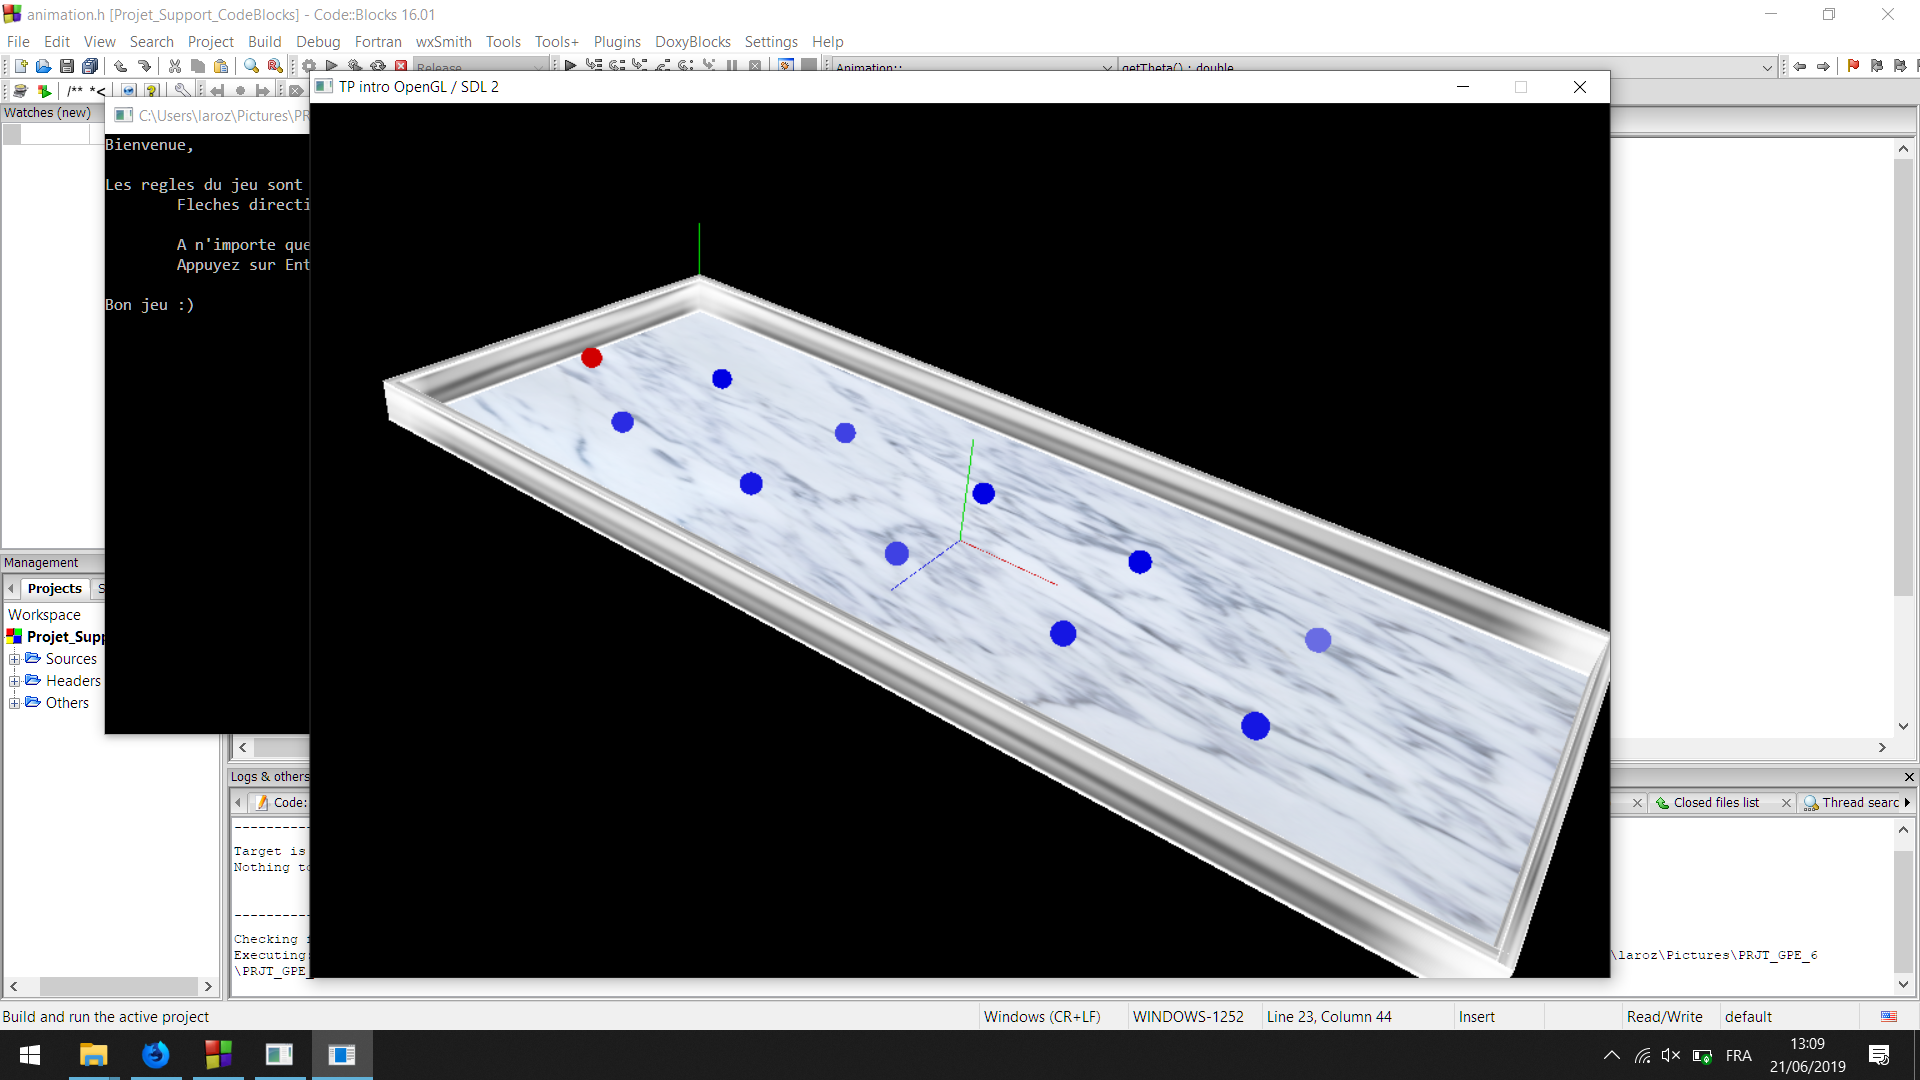 animation.h [Projet_Support_CodeBlocks] - Code::Blocks 16.01
File Edit View Search Project Build Debug Fortran wxSmith Tools Tools+ Plugins DoxyBlocks Settings Help
Release
Animation::
getTheta() : double
/** *<
TP intro OpenGL / SDL 2
Watches (new)
C:\Users\laroz\Pictures\PR
Bienvenue,
Les regles du jeu sont
Fleches directi
A n'importe que
Appuyez sur Ent
Bon jeu :)
Management
Projects S
Workspace
Projet_Supp
Sources
Headers
Others
Logs & others
Code:
Closed files list
Thread searc
Target is
Nothing to
Checking
Executing:
\laroz\Pictures\PRJT_GPE_6
\PRJT_GPE_
Build and run the active project
Windows (CR+LF)
WINDOWS-1252
Line 23, Column 44
Insert
Read/Write
default
FRA
13:09
21/06/2019